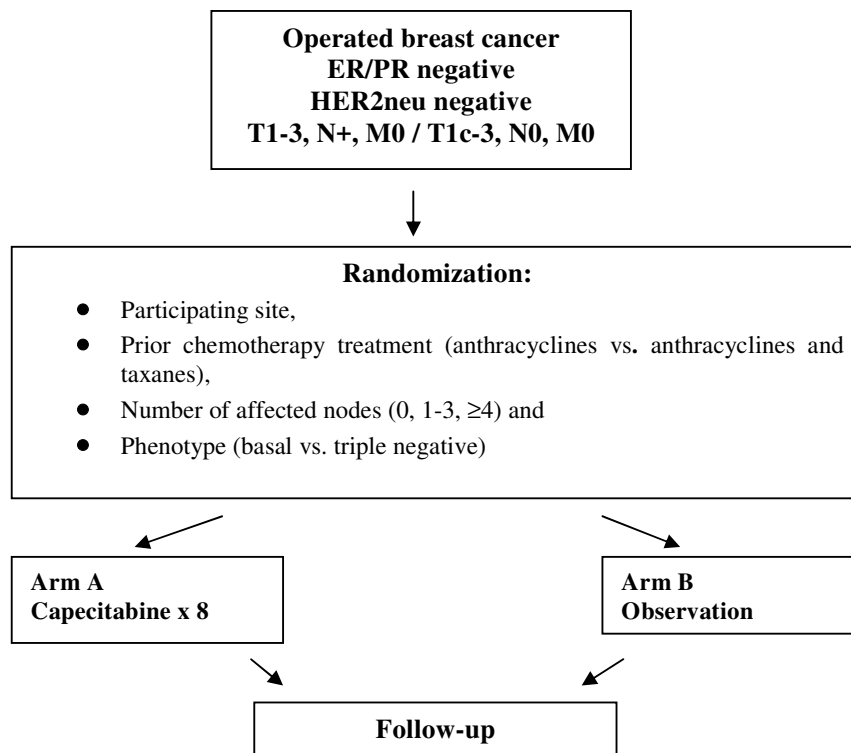 Operated breast cancer
ER/PR negative
HER2neu negative
T1-3, N+, M0 / T1c-3, N0, M0
Randomization:
● Participating site,
● Prior chemotherapy treatment (anthracyclines vs. anthracyclines and
taxanes),
● Number of affected nodes (0, 1-3, ≥4) and
● Phenotype (basal vs. triple negative)
Arm A
Capecitabine x 8
Arm B
Observation
Follow-up